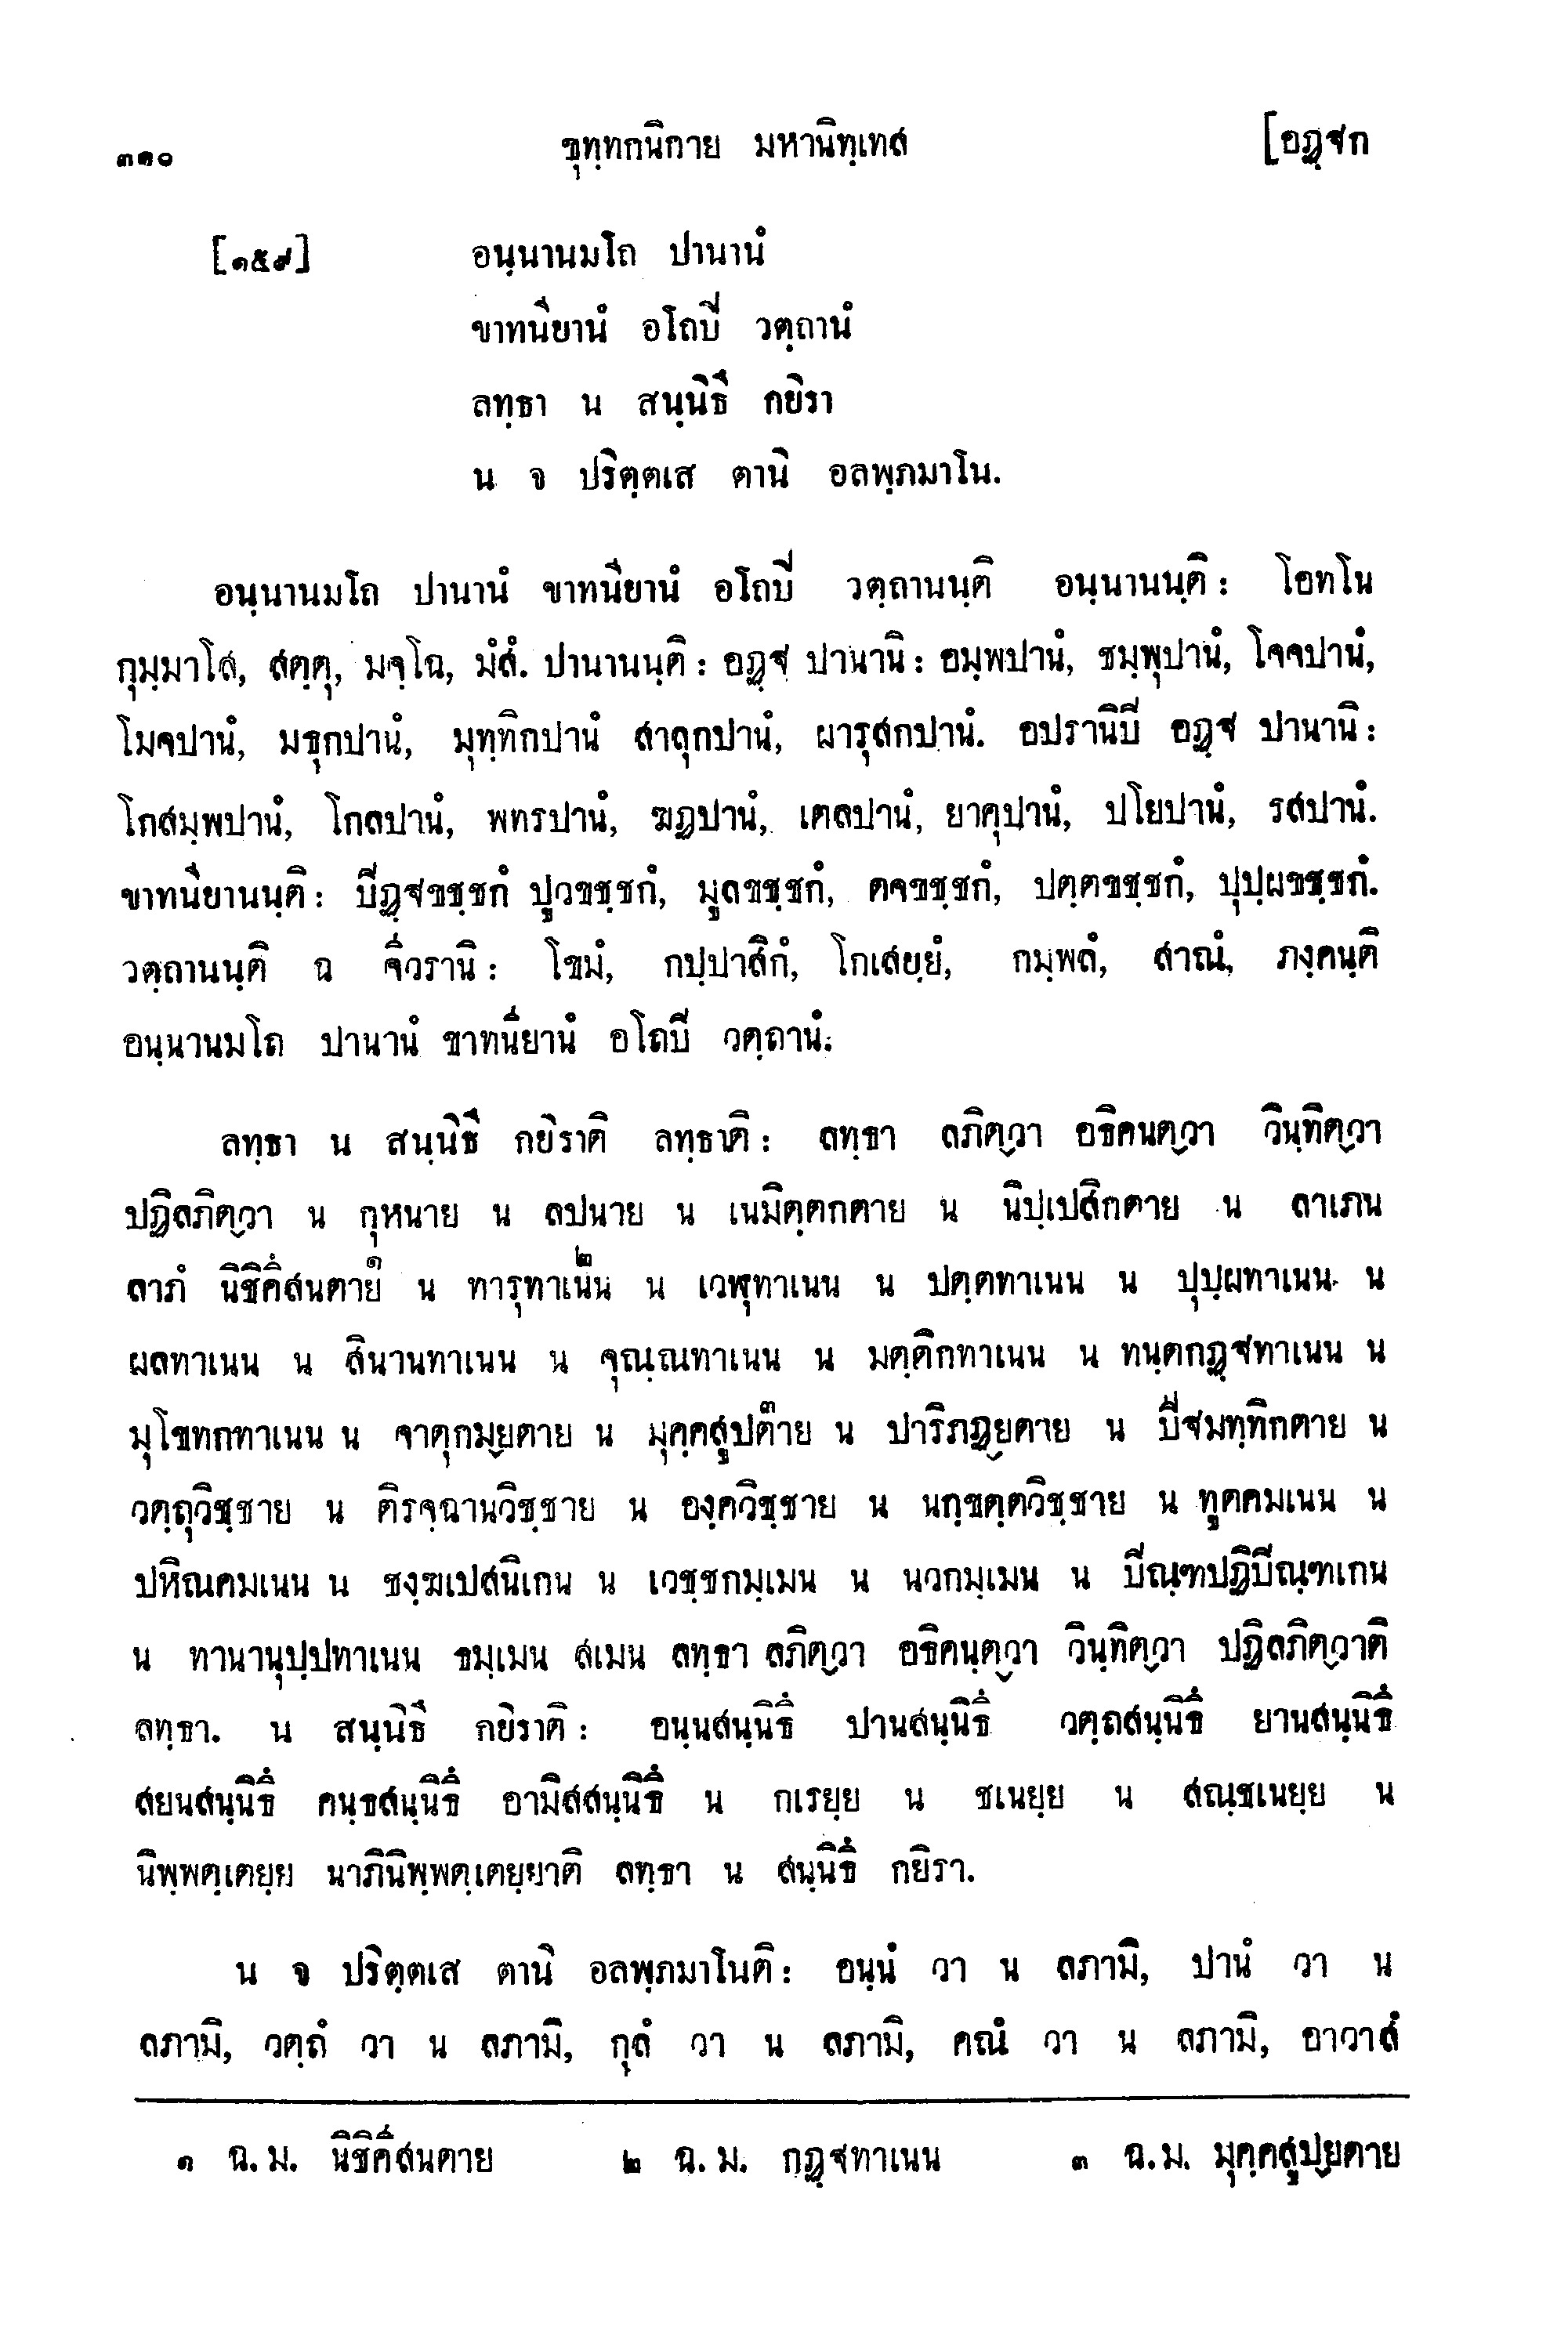 ๓๑๐ ขุทฺทกนิกาย มหานิทฺเทส [อฏฺฐก
[๑๕๙] อนฺนานมโถ ปานานํ
ขาทนียานํ อโถปิ วตฺถานํ
ลทฺธา น สนฺนิธึ กยิรา
น จ ปริตฺตเส ตานิ อลพฺภมาโน.
อนฺนานมโถ ปานานํ ขาทนียานํ อโถปิ วตฺถานนฺติ อนฺนานนฺติ : โอทโน
กุมฺมาโส, สตฺตุ, มจฺโฉ, มํสํ. ปานานนฺติ : อฏฺฐ ปานานิ : อมฺพปานํ, ชมฺพุปานํ, โจจปานํ,
โมจปานํ, มธุกปานํ, มุทฺทิกปานํ สาลุกปานํ, ผารุสกปานํ. อปรานิปิ อฏฺฐ ปานานิ :
โกสมฺพปานํ, โกลปานํ, พทรปานํ, ฆฏปานํ, เตลปานํ, ยาคุปานํ, ปโยปานํ, รสปานํ.
ขาทนียานนฺติ : ปิฏฺฐขชฺชกํ ปูวขชฺชกํ, มูลขชฺชกํ, ตจขชฺชกํ, ปตฺตขชฺชกํ, ปุปฺผขชฺชกํ.
วตฺถานนฺติ ฉ จีวรานิ : โขมํ, กปฺปาสิกํ, โกเสยฺยํ, กมฺพลํ, สาณํ, ภงฺคนฺติ
อนฺนานมโถ ปานานํ ขาทนียานํ อโถปิ วตฺถานํ.
ลทฺธา น สนฺนิธึ กยิราติ ลทฺธาติ : ลทฺธา ลภิตฺวา อธิคนตฺวา วินฺทิตฺวา
ปฏิลภิตฺวา น กุหนาย น ลปนาย น เนมิตฺตกตาย น นิปฺเปสิกตาย น ลาเภน
ลาภํ นิชิคึสนตาย๑ น ทารุทาเนน๒ น เวฬุทาเนน น ปตฺตทาเนน น ปุปฺผทาเนน น
ผลทาเนน น สินานทาเนน น จุณฺณทาเนน น มตฺติกทาเนน น ทนฺตกฏฺฐทาเนน น
มุโขทกทาเนน น จาตุกมฺยตาย น มุคฺคสูปตาย๓ น ปาริภฏฺยตาย น ปิฐมทฺทิกตาย น
วตฺถุวิชฺชาย น ติรจฺฉานวิชฺชาย น องฺควิชฺชาย น นกฺขตฺตวิชฺชาย น ทูตคมเนน น
ปหิณคมเนน น ชงฺฆเปสนิเกน น เวชฺชกมฺเมน น นวกมฺเมน น ปิณฺฑปฏิปิณฺฑเกน
น ทานานุปฺปทาเนน ธมฺเมน สเมน ลทฺธา ลภิตฺวา อธิคนฺตฺวา วินฺทิตฺวา ปฏิลภิตฺวาติ
ลทฺธา. น สนฺนิธึ กยิราติ : อนฺนสนฺนิธึ ปานสนฺนิธึ วตฺถสนฺนิธึ ยานสนฺนิธึ
สยนสนฺนิธึ คนฺธสนฺนิธึ อามิสสนฺนิธึ น กเรยฺย น ชเนยฺย น สณฺชเนยฺย น
นิพฺพตฺเตยฺย นาภินิพฺพตฺเตยฺยาติ ลทฺธา น สนฺนิธึ กยิรา.
น จ ปริตฺตเส ตานิ อลพฺภมาโนติ : อนฺนํ วา น ลภามิ, ปานํ วา น
ลภามิ, วตฺถํ วา น ลภามิ, กุลํ วา น ลภามิ, คณํ วา น ลภามิ, อาวาสํ
๑ ฉ. ม. นิชิคึสนตาย ๒ ฉ. ม. กฏฺฐทาเนน ๓ ฉ. ม. มุคฺคสูปฺยตาย